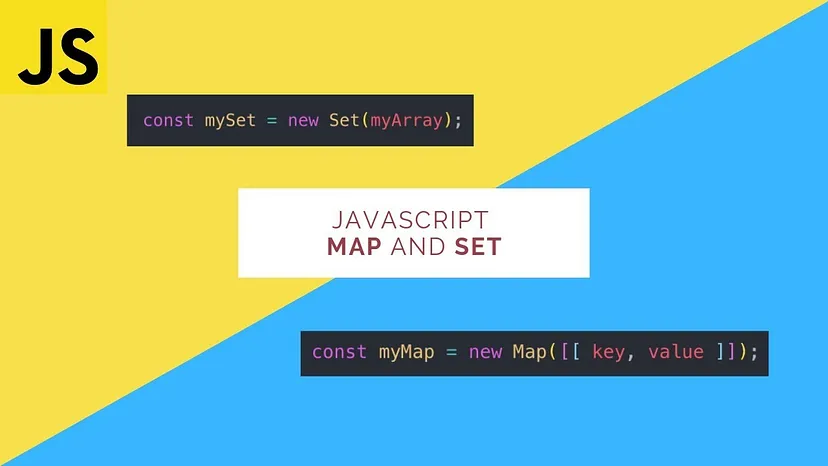 JS
const mySet = new Set(myArray);
JAVASCRIPT
MAP AND SET
const myMap = new Map([[ key, value ]]);